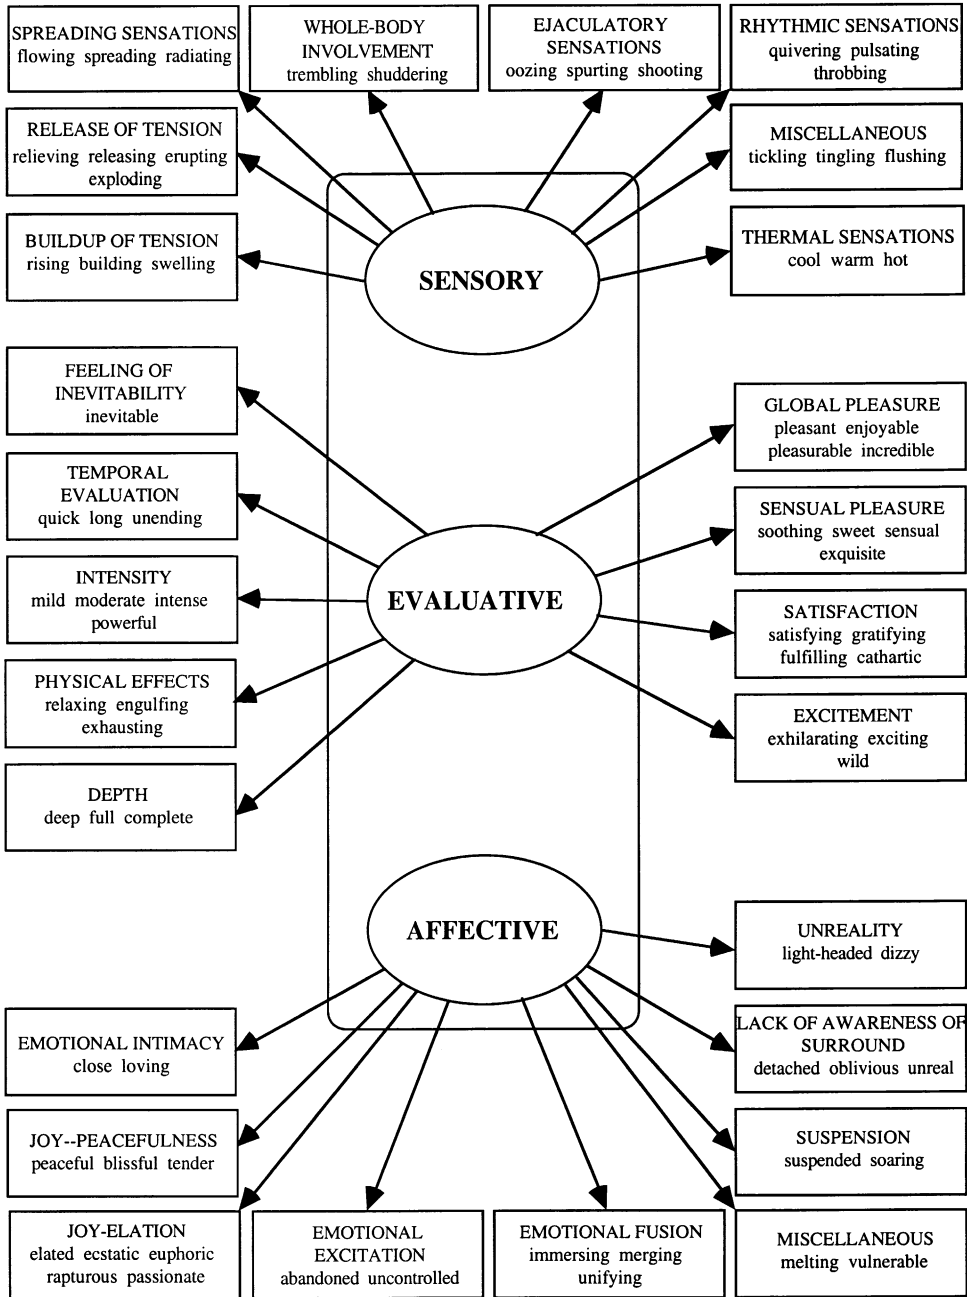 SPREADING SENSATIONS
flowing spreading radiating
WHOLE-BODY
INVOLVEMENT
trembling shuddering
EJACULATORY
SENSATIONS
oozing spurting shooting
RHYTHMIC SENSATIONS
quivering pulsating
throbbing
RELEASE OF TENSION
relieving releasing erupting
exploding
MISCELLANEOUS
tickling tingling flushing
BUILDUP OF TENSION
rising building swelling
THERMAL SENSATIONS
cool warm hot
SENSORY
FEELING OF
INEVITABILITY
inevitable
GLOBAL PLEASURE
pleasant enjoyable
pleasurable incredible
TEMPORAL
EVALUATION
quick long unending
SENSUAL PLEASURE
soothing sweet sensual
exquisite
INTENSITY
mild moderate intense
powerful
EVALUATIVE
SATISFACTION
satisfying gratifying
fulfilling cathartic
PHYSICAL EFFECTS
relaxing engulfing
exhausting
EXCITEMENT
exhilarating exciting
wild
DEPTH
deep full complete
AFFECTIVE
UNREALITY
light-headed dizzy
EMOTIONAL INTIMACY
close loving
LACK OF AWARENESS OF
SURROUND
detached oblivious unreal
JOY--PEACEFULNESS
peaceful blissful tender
SUSPENSION
suspended soaring
JOY-ELATION
elated ecstatic euphoric
rapturous passionate
EMOTIONAL
EXCITATION
abandoned uncontrolled
EMOTIONAL FUSION
immersing merging
unifying
MISCELLANEOUS
melting vulnerable